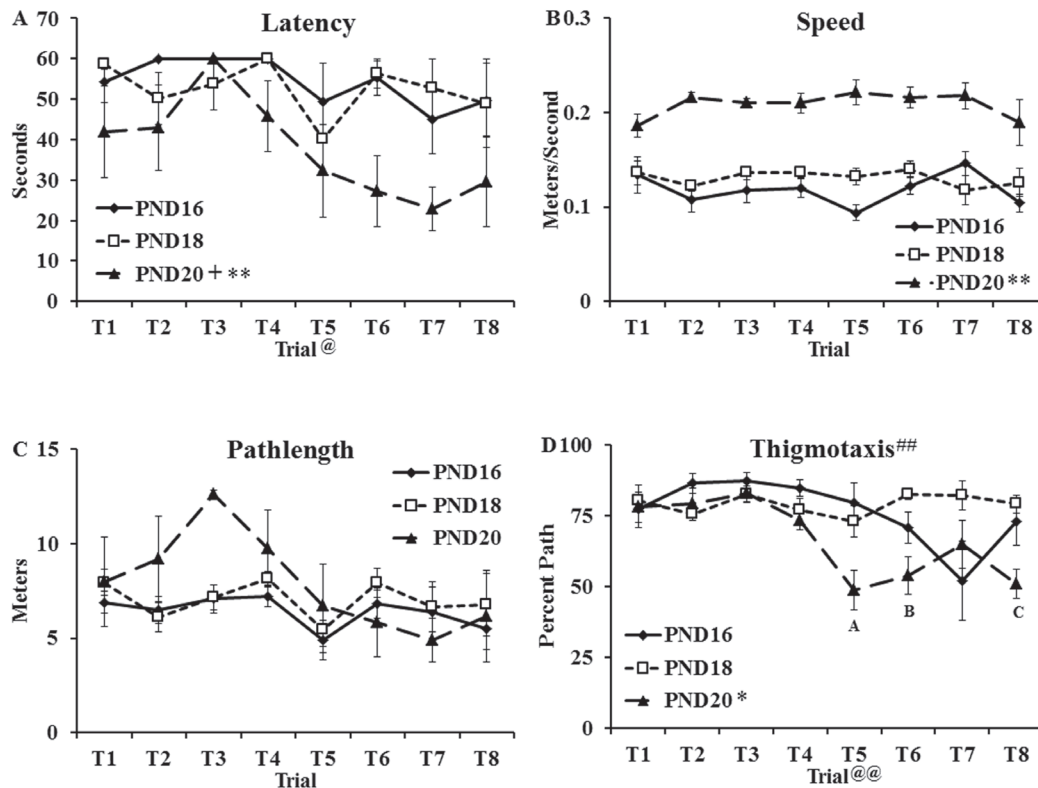 A
Latency
70
60
50
40
30
20
10
0
Seconds
PND16
PND18
PND20 + **
T1 T2 T3 T4 T5 T6 T7 T8
Trial @
B
Speed
0.3
0.2
0.1
0
Meters/Second
PND16
PND18
PND20 **
T1 T2 T3 T4 T5 T6 T7 T8
Trial
C
Pathlength
15
10
5
0
Meters
PND16
PND18
PND20
T1 T2 T3 T4 T5 T6 T7 T8
Trial
D
Thigmotaxis##
100
75
50
25
0
Percent Path
A
B
C
PND16
PND18
PND20 *
T1 T2 T3 T4 T5 T6 T7 T8
Trial@@